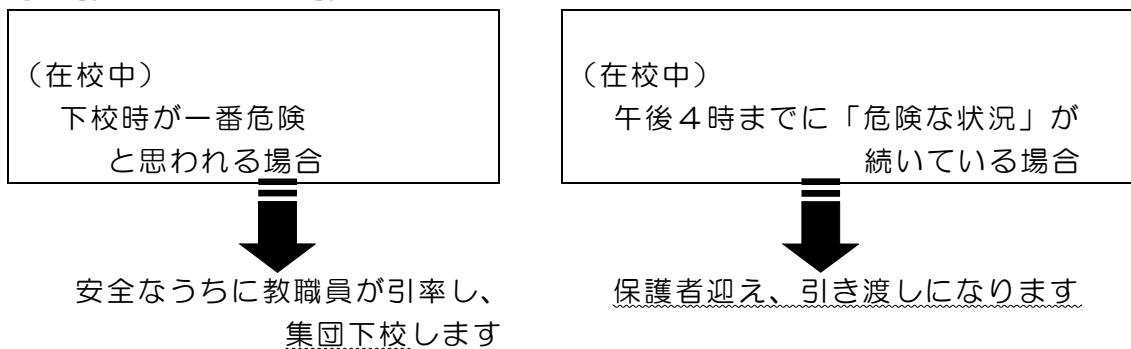 （在校中）
下校時が一番危険
と思われる場合
安全なうちに教職員が引率し、
集団下校します
（在校中）
午後４時までに「危険な状況」が
続いている場合
保護者迎え、引き渡しになります